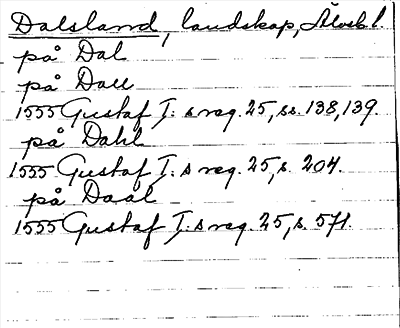 Dalsland, landskap, Älvsb. l.
på Dal
på Dall
1555 Gustaf I:s reg. 25, ss. 138, 139.
på Dahl
1555 Gustaf I:s reg. 25, s. 204.
på Daal
1555 Gustaf I:s reg. 25, s. 571.